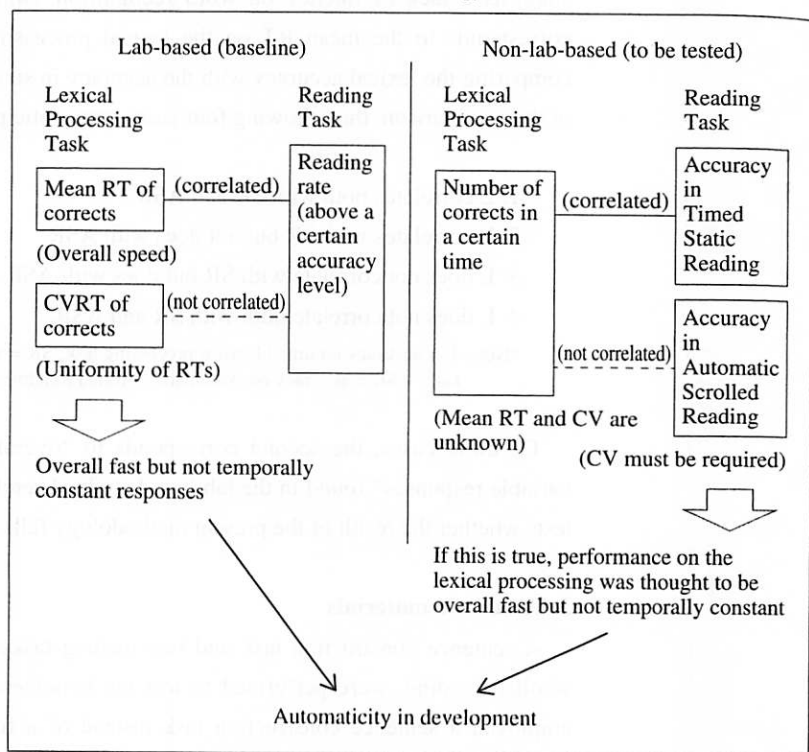 Lab-based (baseline)
Lexical
Processing
Task
Reading
Task
Mean RT of
corrects
(correlated)
Reading
rate
(above a
certain
accuracy
level)
(Overall speed)
CVRT of
corrects
(not correlated)
(Uniformity of RTs)
Overall fast but not temporally
constant responses
Non-lab-based (to be tested)
Lexical
Processing
Task
Reading
Task
Number of
corrects in
a certain
time
(correlated)
Accuracy
in
Timed
Static
Reading
(not correlated)
Accuracy
in
Automatic
Scrolled
Reading
(Mean RT and CV are
unknown)
(CV must be required)
If this is true, performance on the
lexical processing was thought to be
overall fast but not temporally constant
Automaticity in development